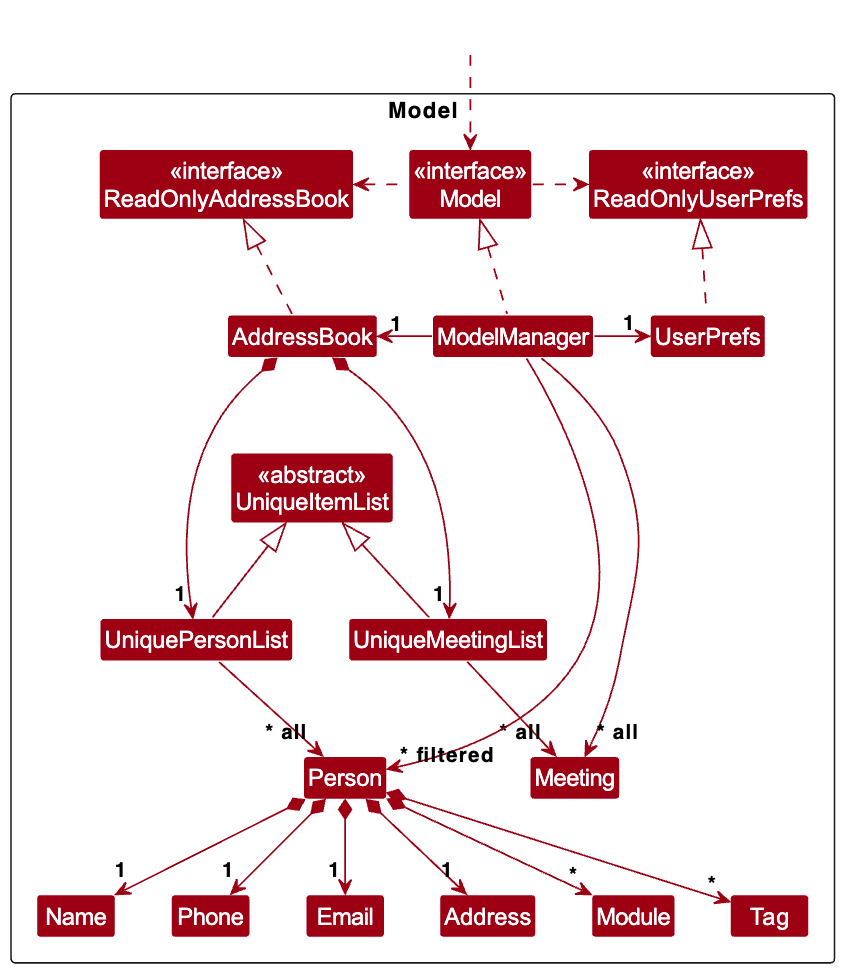 Model
«interface»
ReadOnlyAddressBook
«interface»
Model
«interface»
ReadOnlyUserPrefs
AddressBook
1
ModelManager
1
UserPrefs
«abstract»
UniqueItemList
1
1
UniquePersonList
UniqueMeetingList
* all
* all
* all
* filtered
Person
Meeting
1
1
1
1
*
*
Name
Phone
Email
Address
Module
Tag